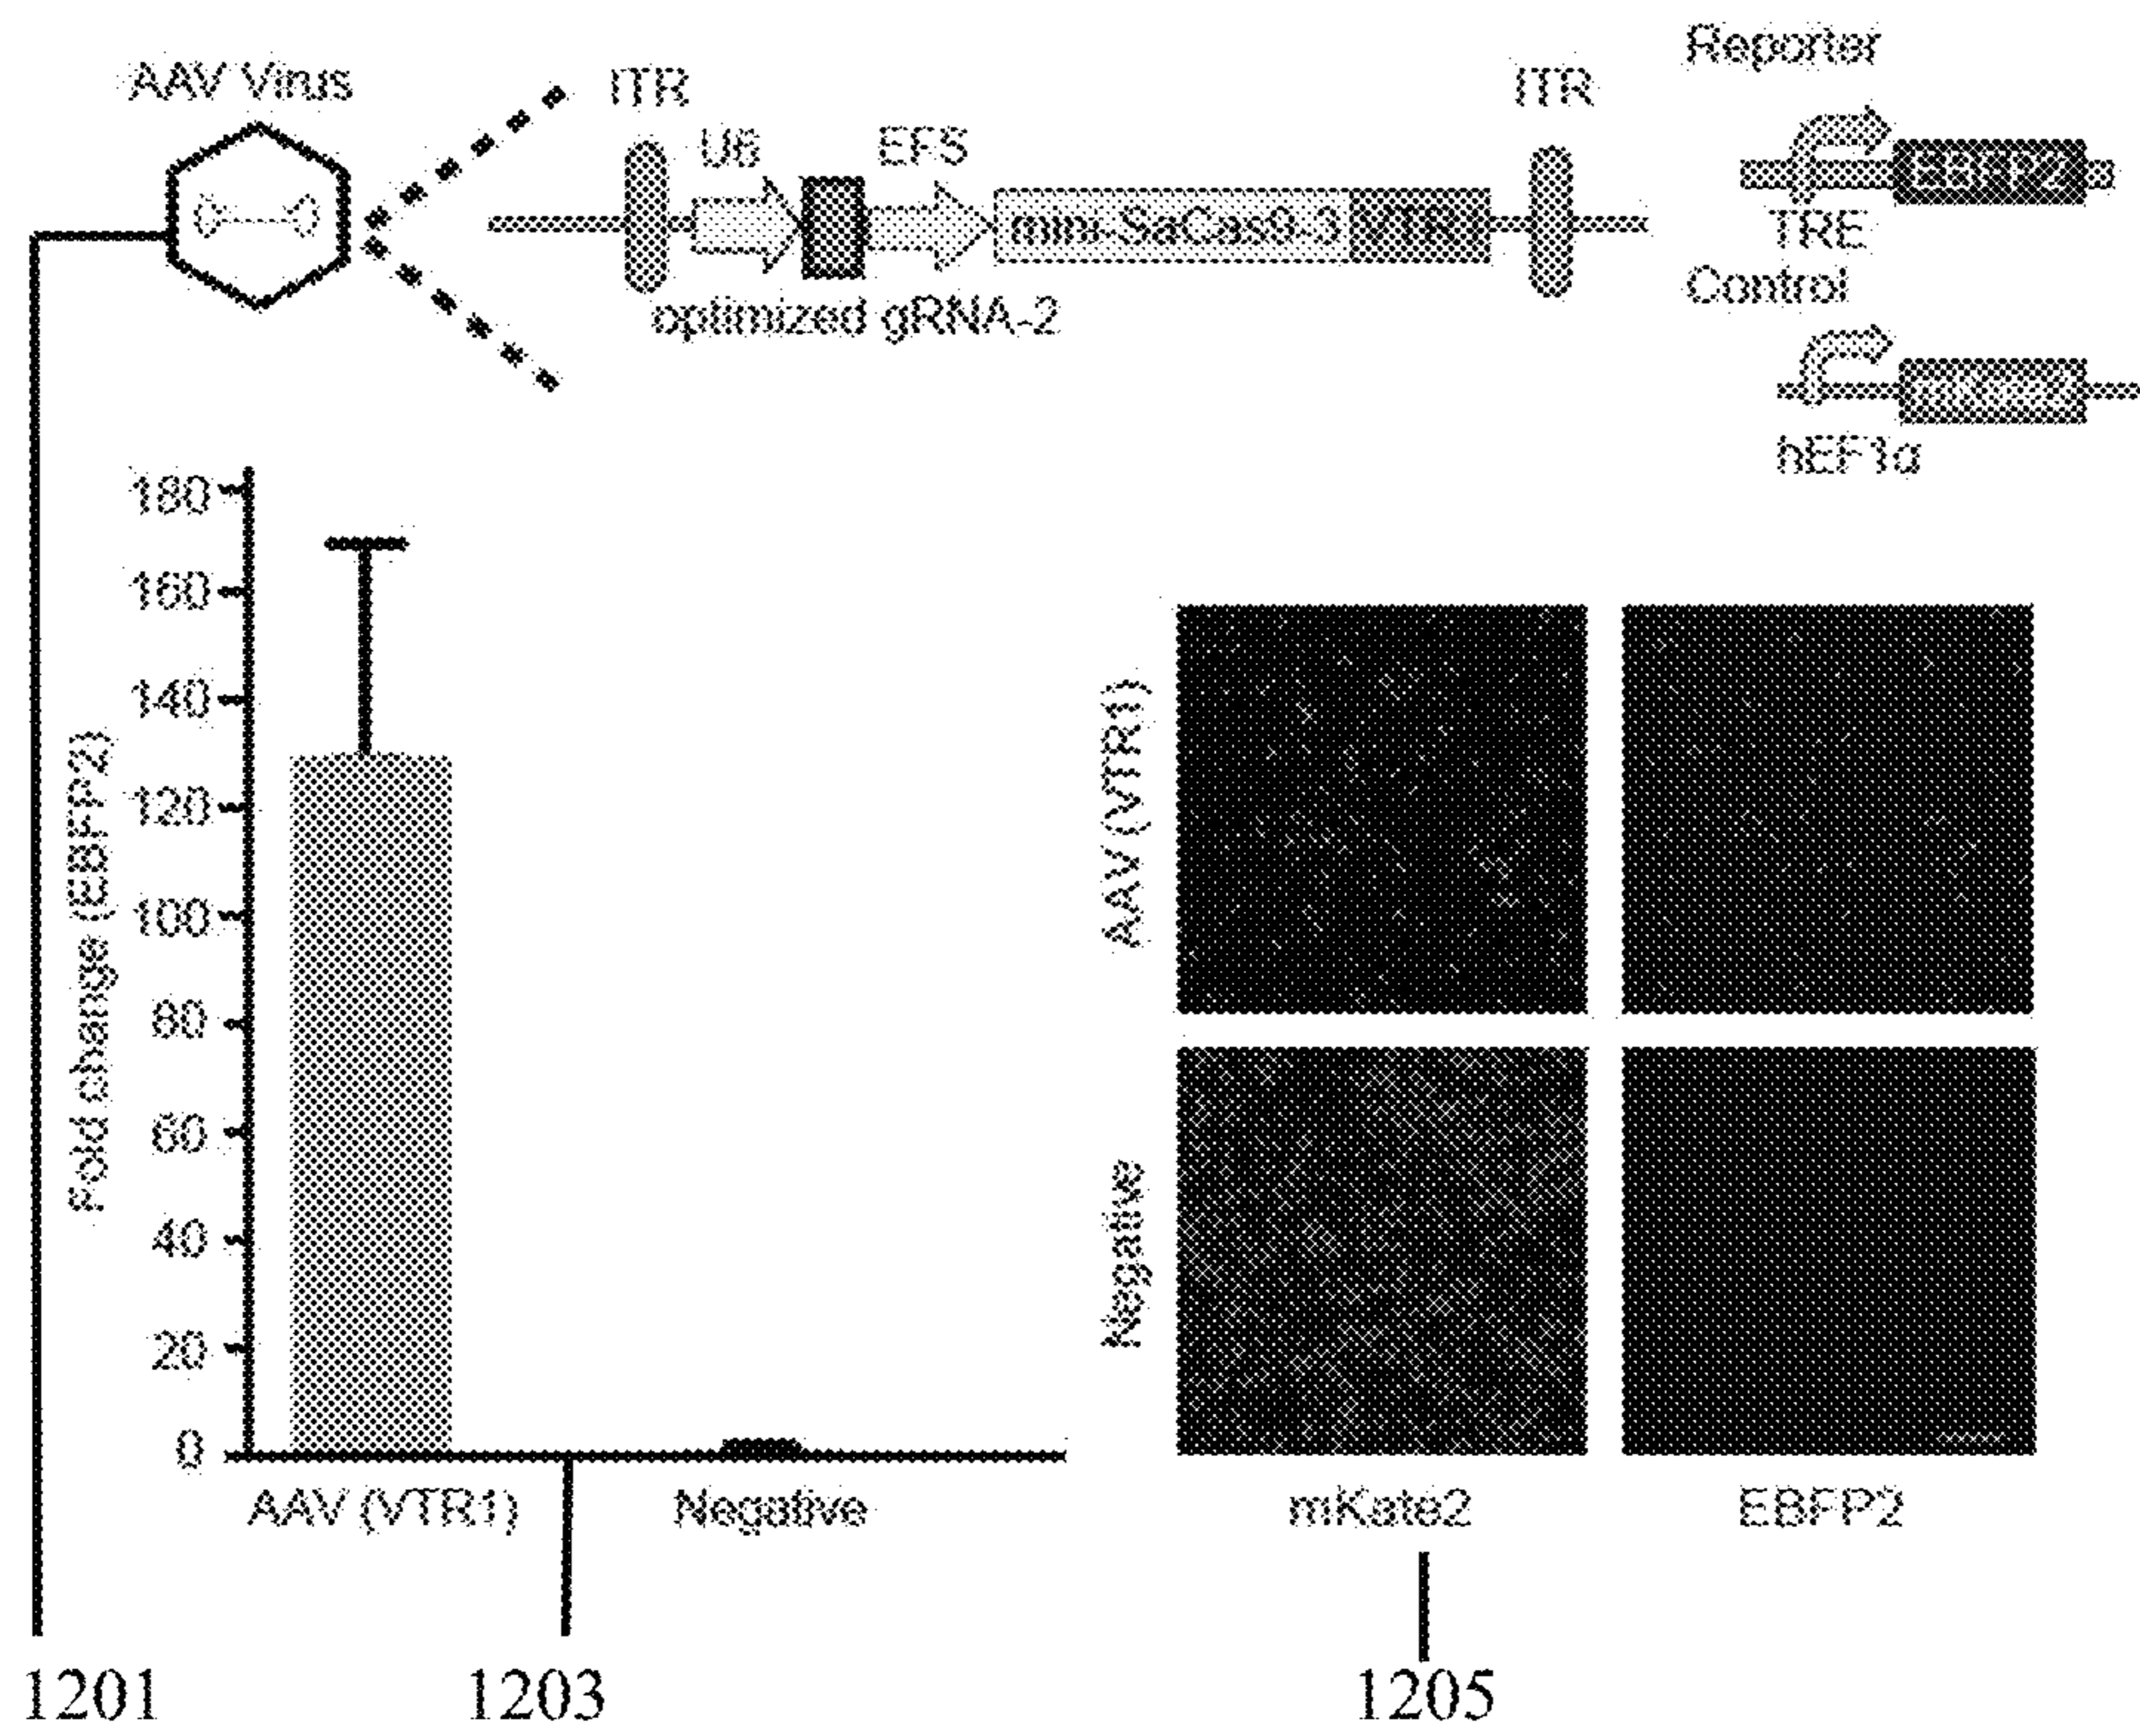 AAV Virus
ITR
U6
EFS
ITR
mini-SaCas9-3
VTR1
optimized gRNA-2
Reporter
EBFP2
TRE
Control
hEF1α
Fold change (EBFP2)
180
160
140
120
100
80
60
40
20
0
AAV (VTR1)
Negative
AAV (VTR1)
Negative
mKate2
EBFP2
1201
1203
1205